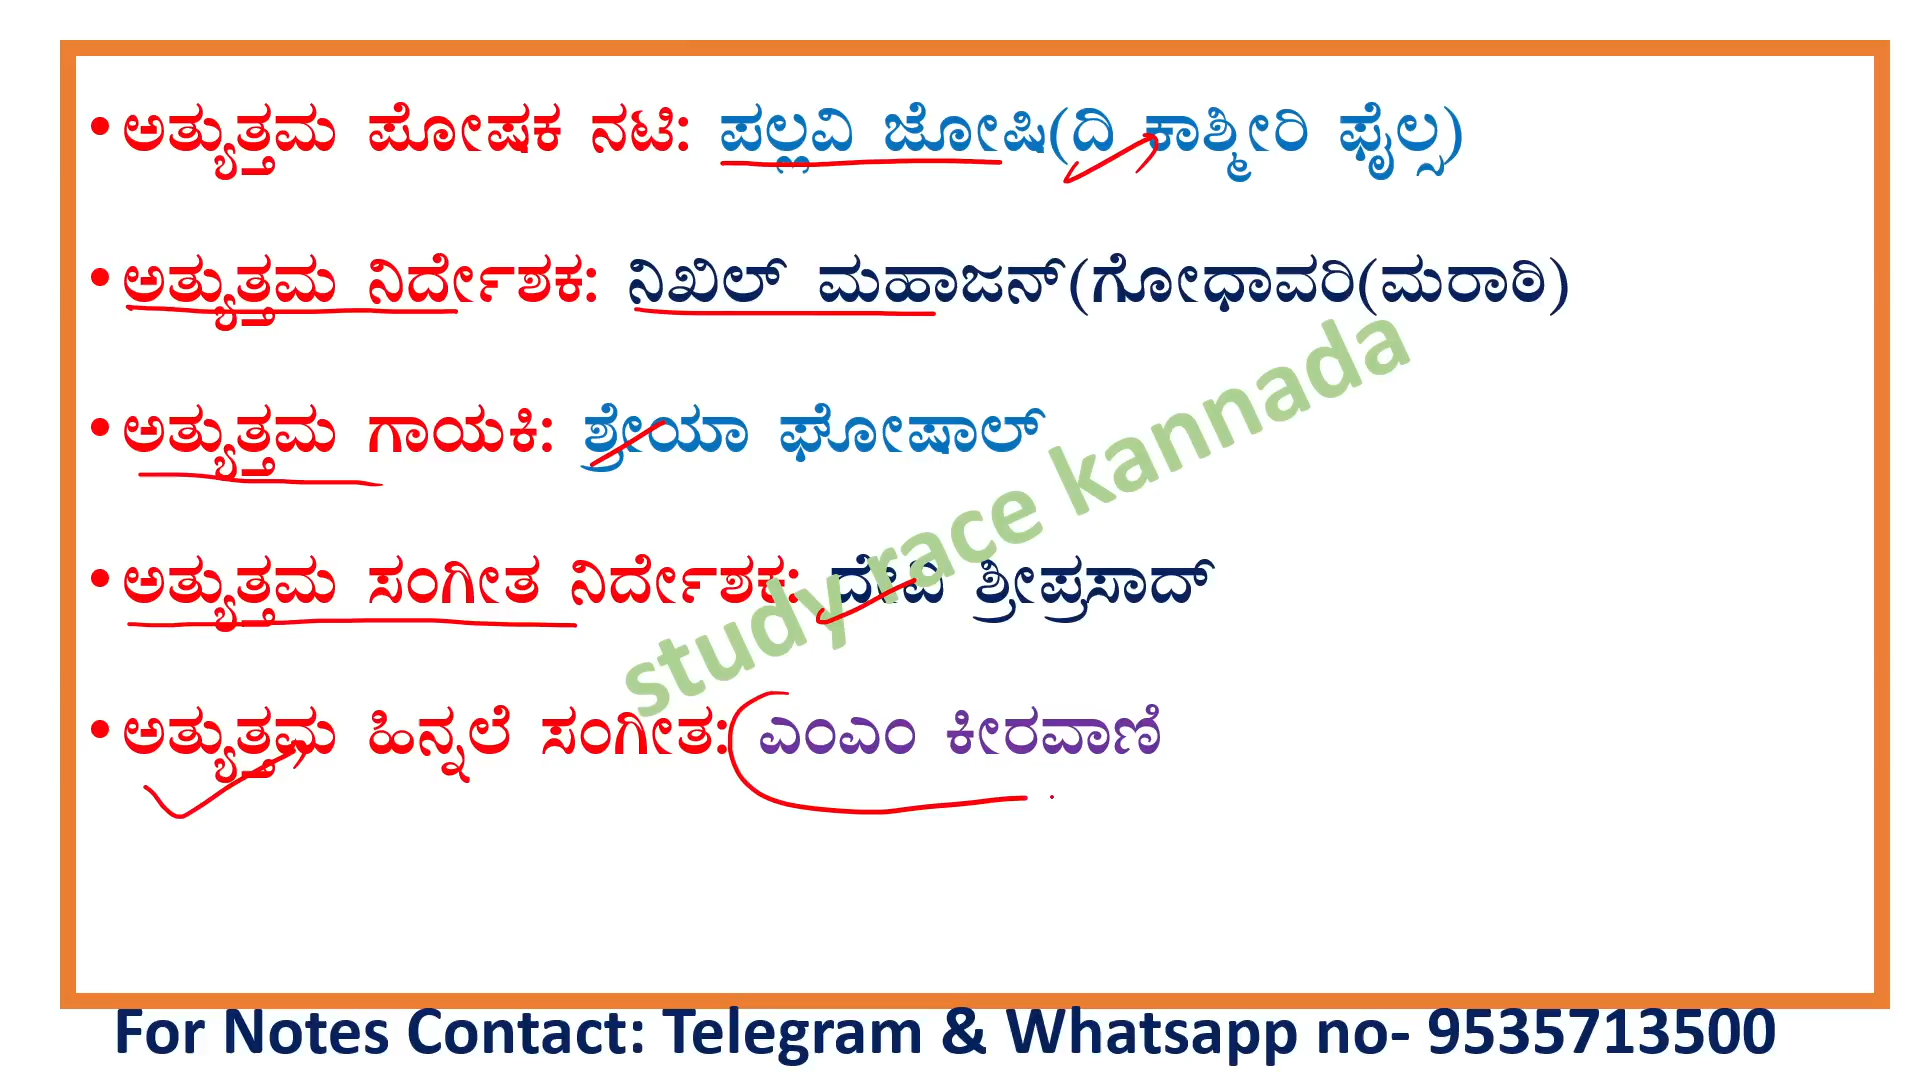 •ಅತ್ಯುತ್ತಮ ಪೋಷಕ ನಟಿ: ಪಲ್ಲವಿ ಜೋಷಿ(ದಿ ಕಾಶ್ಮೀರಿ ಫೈಲ್ಸ)
•ಅತ್ಯುತ್ತಮ ನಿರ್ದೇಶಕ: ನಿಖಿಲ್ ಮಹಾಜನ್(ಗೋಧಾವರಿ(ಮರಾಠಿ)
•ಅತ್ಯುತ್ತಮ ಗಾಯಕಿ: ಶ್ರೇಯಾ ಘೋಷಾಲ್
•ಅತ್ಯುತ್ತಮ ಸಂಗೀತ ನಿರ್ದೇಶಕ: ದೇವಿ ಶ್ರೀಪ್ರಸಾದ್
•ಅತ್ಯುತ್ತಮ ಹಿನ್ನಲೆ ಸಂಗೀತ: ಎಂಎಂ ಕೀರವಾಣಿ
study race kannada
For Notes Contact: Telegram & Whatsapp no- 9535713500